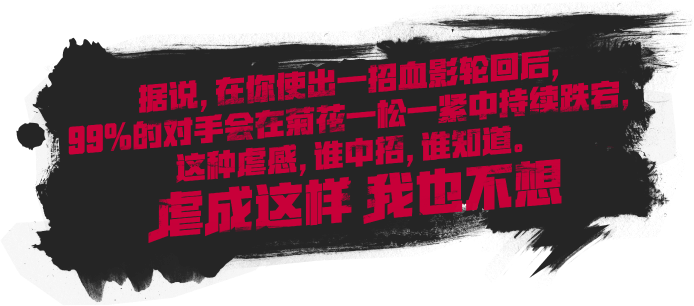 据说，在你使出一招血影轮回后，
99%的对手会在菊花一松一紧中持续跌宕，
这种虐感，谁中招，谁知道。
虐成这样 我也不想